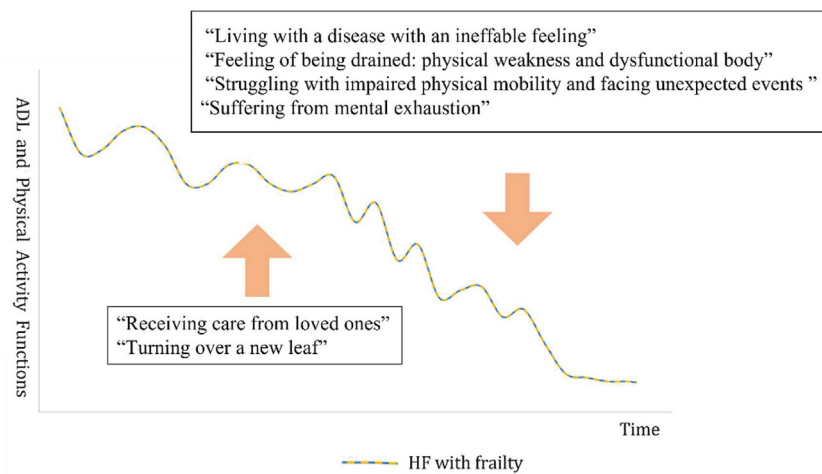 “Living with a disease with an ineffable feeling”
“Feeling of being drained: physical weakness and dysfunctional body”
“Struggling with impaired physical mobility and facing unexpected events ”
“Suffering from mental exhaustion”
ADL and Physical Activity Functions
“Receiving care from loved ones”
“Turning over a new leaf”
Time
HF with frailty